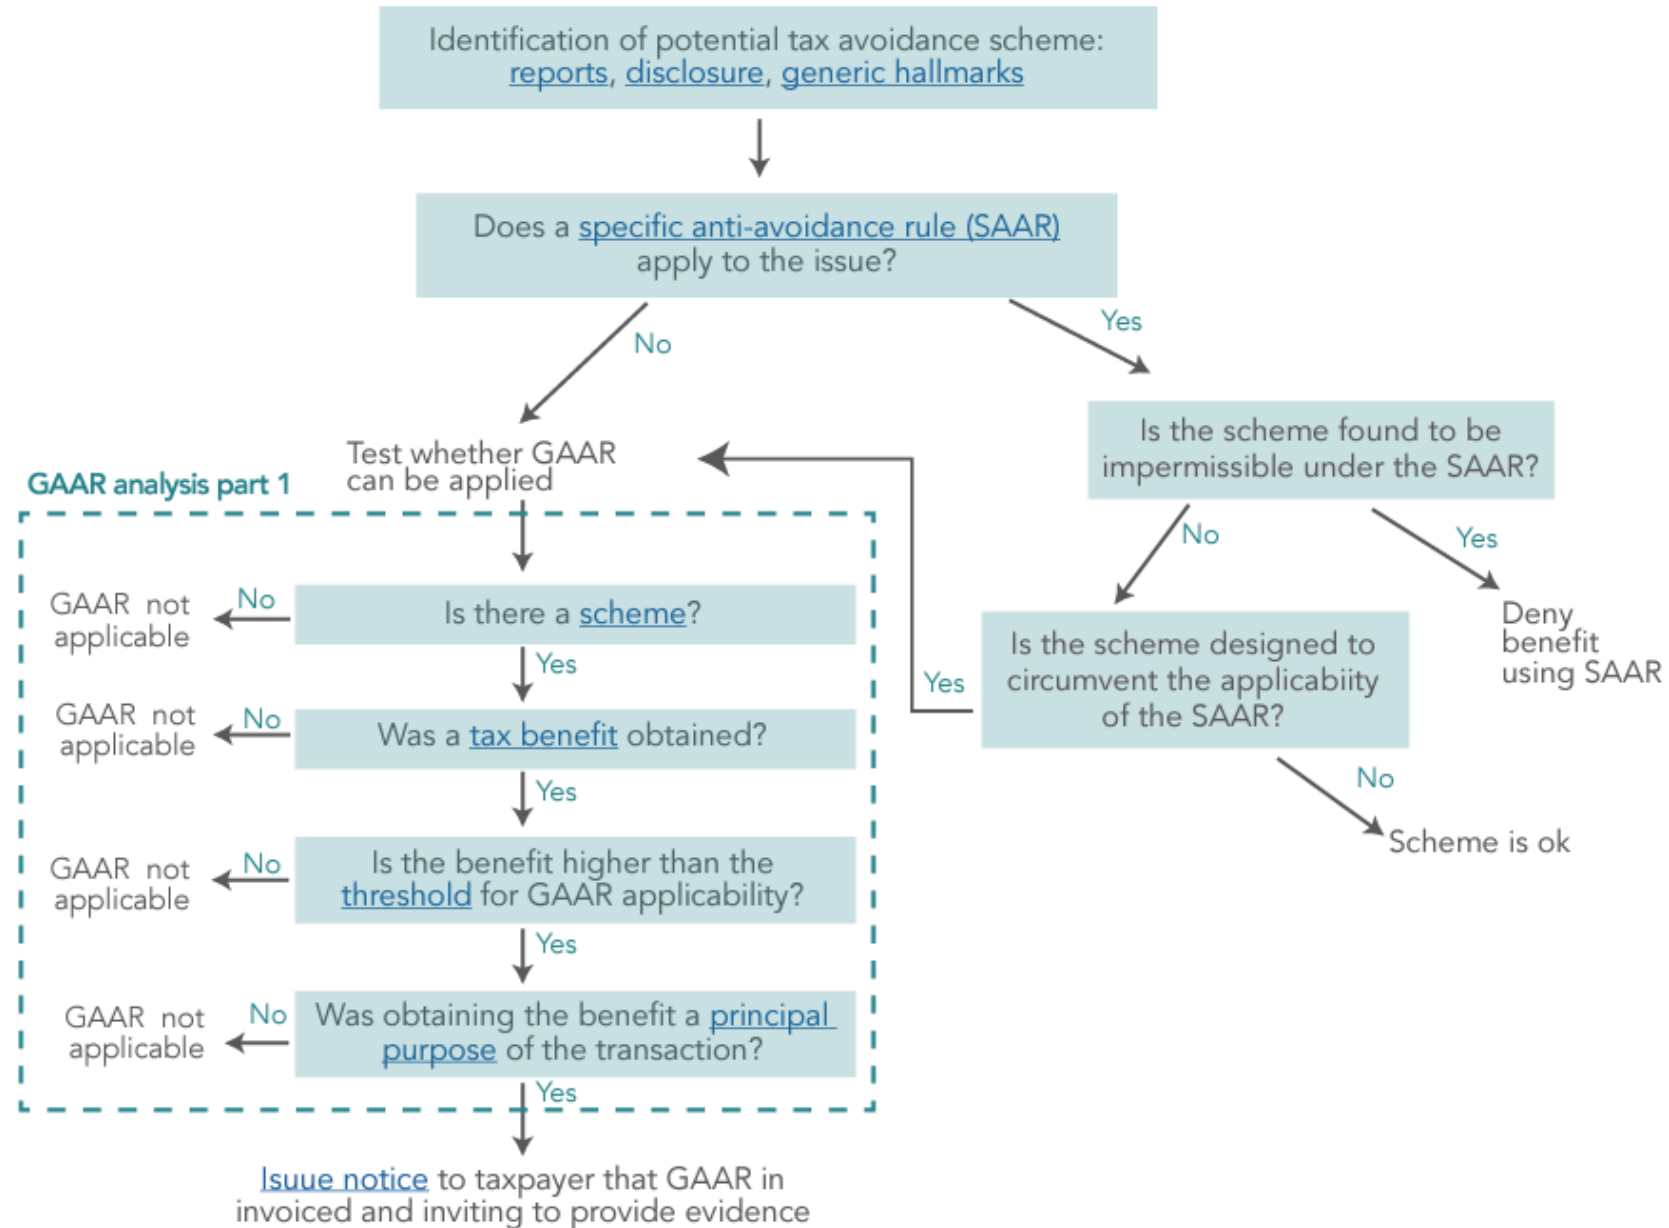 Identification of potential tax avoidance scheme:
reports, disclosure, generic hallmarks
Does a specific anti-avoidance rule (SAAR)
apply to the issue?
No
Yes
Is the scheme found to be
impermissible under the SAAR?
No
Yes
Deny
benefit
using SAAR
Is the scheme designed to
circumvent the applicabiity
of the SAAR?
Yes
No
Scheme is ok
Test whether GAAR
can be applied
GAAR analysis part 1
Is there a scheme?
No
GAAR not
applicable
Yes
Was a tax benefit obtained?
No
GAAR not
applicable
Yes
Is the benefit higher than the
threshold for GAAR applicability?
No
GAAR not
applicable
Yes
Was obtaining the benefit a principal
purpose of the transaction?
No
GAAR not
applicable
Yes
Isuue notice to taxpayer that GAAR in
invoiced and inviting to provide evidence